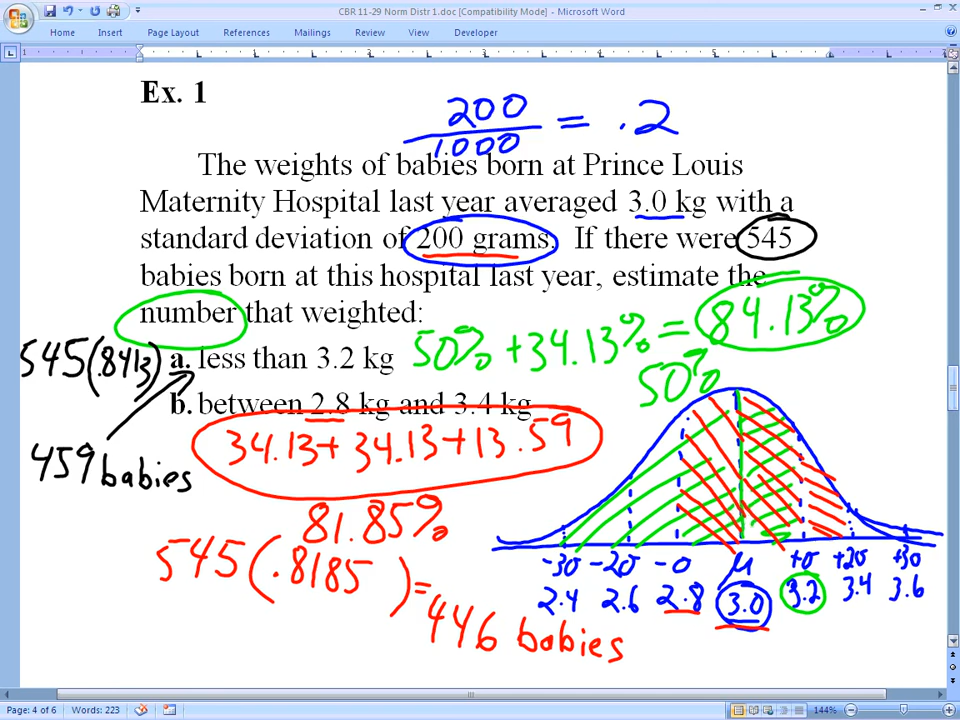 CBR 11-29 Norm Distr 1.doc [Compatibility Mode] - Microsoft Word
Home Insert Page Layout References Mailings Review View Developer
Ex. 1
200/1000 = .2
The weights of babies born at Prince Louis
Maternity Hospital last year averaged 3.0 kg with a
standard deviation of 200 grams. If there were 545
babies born at this hospital last year, estimate the
number that weighted:
50% + 34.13% = 84.13%
545(.8413) a. less than 3.2 kg
50%
b. between 2.8 kg and 3.4 kg
34.13 + 34.13 + 13.59
459 babies
81.85%
545(.8185) =
446 babies
-3σ -2σ -σ μ +σ +2σ +3σ
2.4 2.6 2.8 3.0 3.2 3.4 3.6
Page: 4 of 6 Words: 223 144%